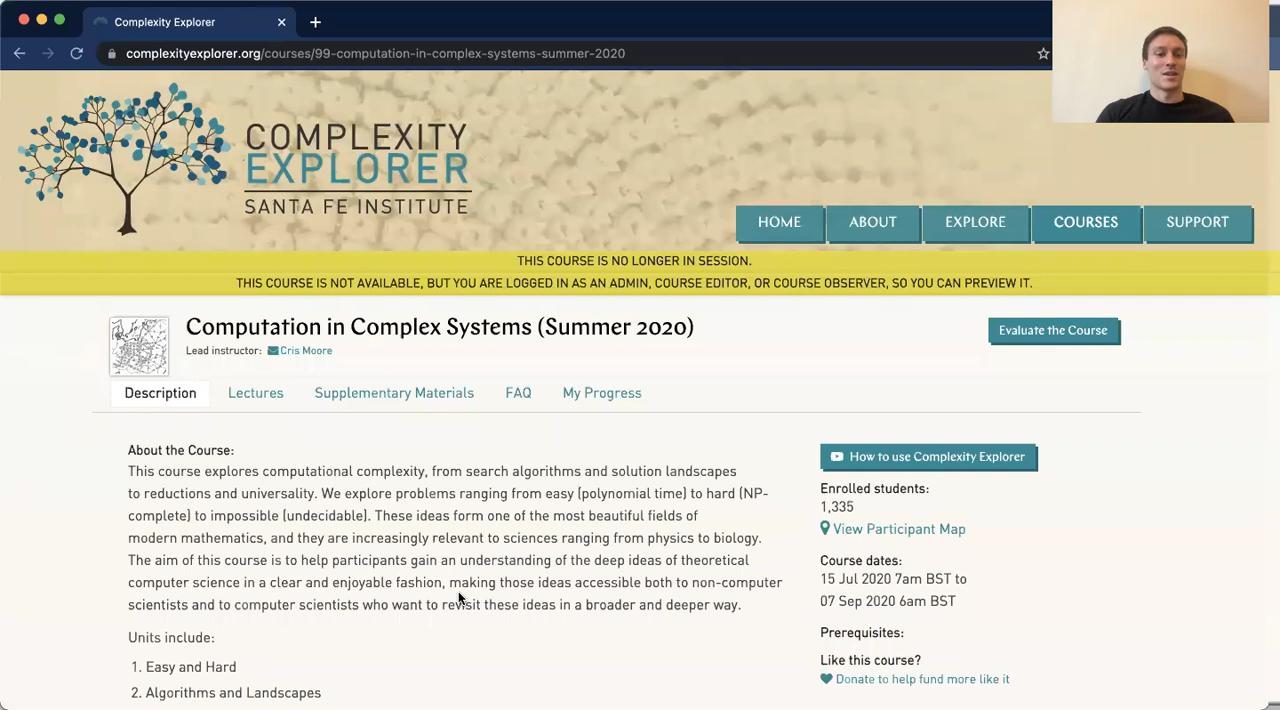 Complexity Explorer
complexityexplorer.org/courses/99-computation-in-complex-systems-summer-2020
COMPLEXITY
EXPLORER
SANTA FE INSTITUTE
HOME ABOUT EXPLORE COURSES SUPPORT
THIS COURSE IS NO LONGER IN SESSION.
THIS COURSE IS NOT AVAILABLE, BUT YOU ARE LOGGED IN AS AN ADMIN, COURSE EDITOR, OR COURSE OBSERVER, SO YOU CAN PREVIEW IT.
Computation in Complex Systems (Summer 2020)
Lead instructor: Cris Moore
Evaluate the Course
Description Lectures Supplementary Materials FAQ My Progress
About the Course:
This course explores computational complexity, from search algorithms and solution landscapes
to reductions and universality. We explore problems ranging from easy (polynomial time) to hard (NP-
complete) to impossible (undecidable). These ideas form one of the most beautiful fields of
modern mathematics, and they are increasingly relevant to sciences ranging from physics to biology.
The aim of this course is to help participants gain an understanding of the deep ideas of theoretical
computer science in a clear and enjoyable fashion, making those ideas accessible both to non-computer
scientists and to computer scientists who want to revisit these ideas in a broader and deeper way.
Units include:
1. Easy and Hard
2. Algorithms and Landscapes
How to use Complexity Explorer
Enrolled students:
1,335
View Participant Map
Course dates:
15 Jul 2020 7am BST to
07 Sep 2020 6am BST
Prerequisites:
Like this course?
Donate to help fund more like it